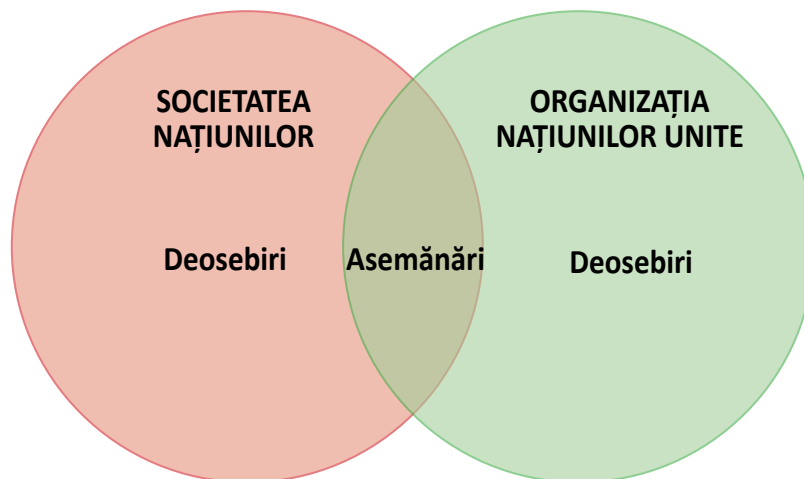 SOCIETATEA
NAȚIUNILOR
ORGANIZAȚIA
NAȚIUNILOR UNITE
Deosebiri
Asemănări
Deosebiri